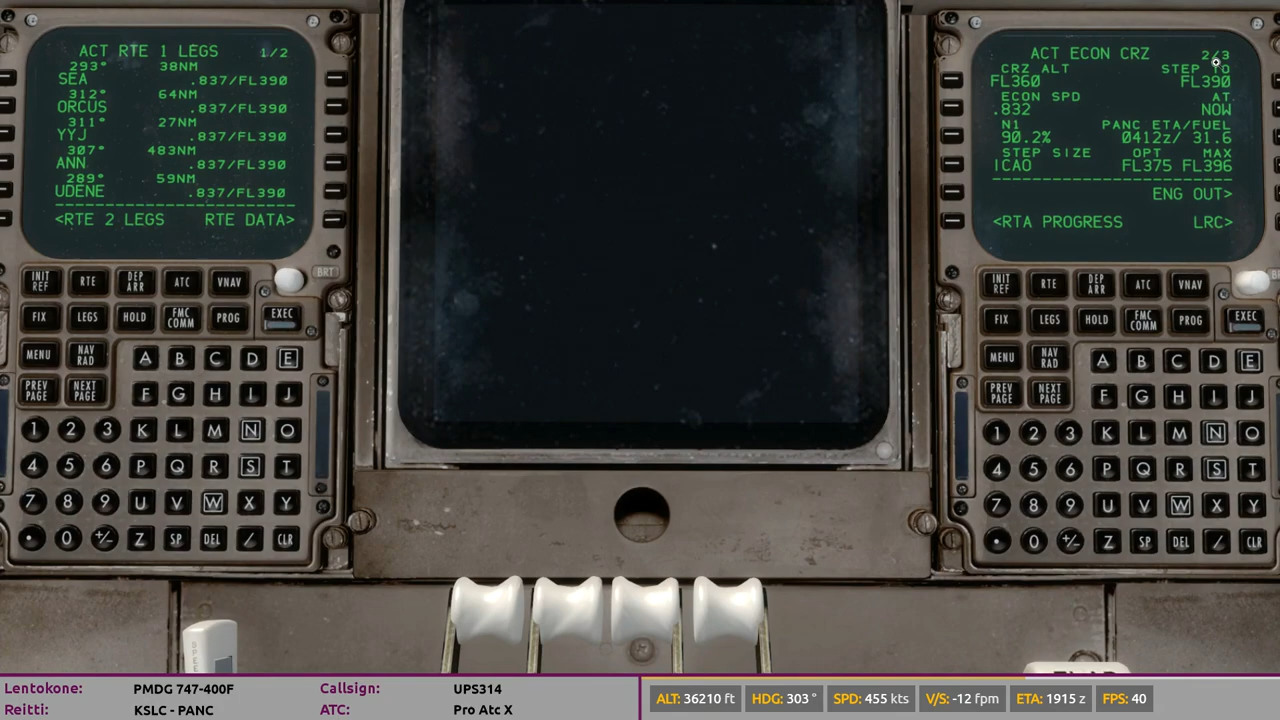 ACT RTE 1 LEGS 1/2
293° 38NM
SEA .837/FL390
312° 64NM
ORCUS .837/FL390
311° 27NM
YYJ .837/FL390
307° 483NM
ANN .837/FL390
289° 59NM
UDENE .837/FL390
<RTE 2 LEGS RTE DATA>
BRT
INIT REF RTE DEP ARR ATC VNAV
FIX LEGS HOLD FMC COMM PROG EXEC
MENU NAV RAD
PREV PAGE NEXT PAGE
A B C D E
F G H I J
1 2 3 K L M N O
4 5 6 P Q R S T
7 8 9 U V W X Y
. 0 +/- Z SP DEL / CLR
ACT ECON CRZ 2/3
CRZ ALT STEP TO
FL360 FL390
ECON SPD AT
.832 NOW
N1 PANC ETA/FUEL
90.2% 0412z/ 31.6
STEP SIZE OPT MAX
ICAO FL375 FL396
ENG OUT>
<RTA PROGRESS LRC>
INIT REF RTE DEP ARR ATC VNAV
FIX LEGS HOLD FMC COMM PROG EXEC
MENU NAV RAD
PREV PAGE NEXT PAGE
A B C D E
F G H I J
1 2 3 K L M N O
4 5 6 P Q R S T
7 8 9 U V W X Y
. 0 +/- Z SP DEL / CLR
Lentokone: PMDG 747-400F Callsign: UPS314
Reitti: KSLC - PANC ATC: Pro Atc X
ALT: 36210 ft HDG: 303 ° SPD: 455 kts V/S: -12 fpm ETA: 1915 z FPS: 40